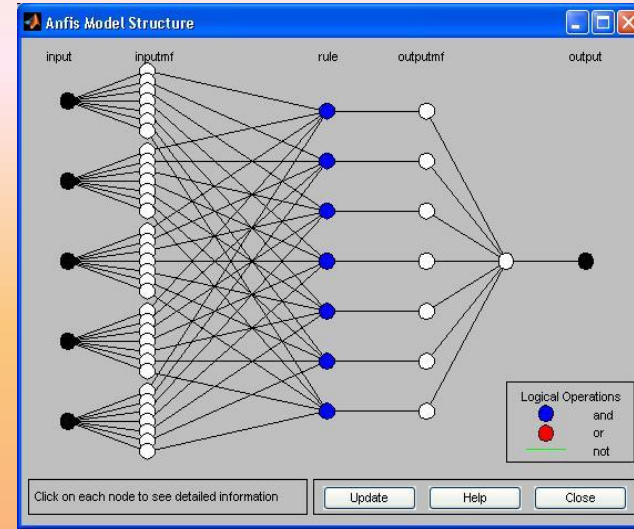 Anfis Model Structure
input inputmf rule outputmf output
Logical Operations
and
or
not
Click on each node to see detailed information
Update Help Close